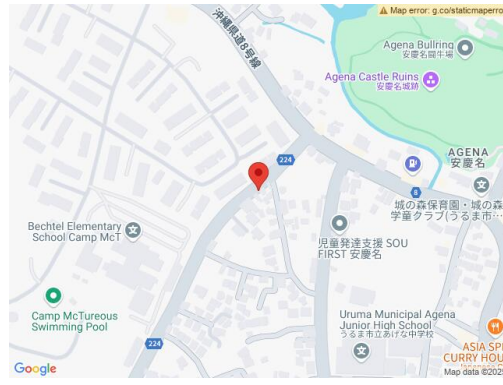 Map error: g.co/staticmaperro
沖縄県道8号線
Agena Bullring
安慶名闘牛場
Agena Castle Ruins
安慶名城跡
AGENA
安慶名
224
8
城の森保育園・城の森
学童クラブ(うるま市…
Bechtel Elementary
School Camp McT
児童発達支援 SOU
FIRST 安慶名
Camp McTureous
Swimming Pool
Uruma Municipal Agena
Junior High School
うるま市立あげな中学校
224
ASIA SPI
CURRY HOU
Google
Map data ©2025